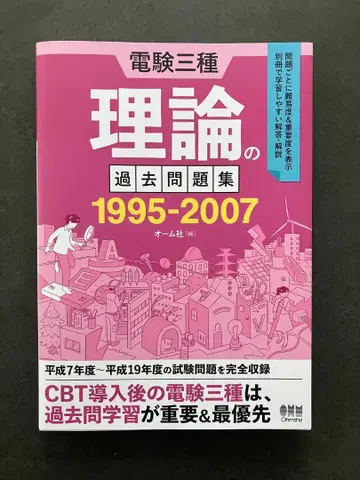 電験三種
理論の
過去問題集
1995-2007
オーム社[編]
問題ごとに難易度&重要度を表示
別冊で学習しやすい解答・解説
平成7年度~平成19年度の試験問題を完全収録
CBT導入後の電験三種は、
過去問学習が重要&最優先
OHM
Ohmsha